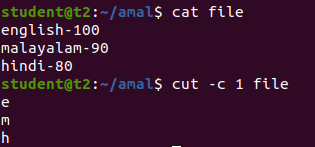 student@t2:~/amal$ cat file
english-100
malayalam-90
hindi-80
student@t2:~/amal$ cut -c 1 file
e
m
h